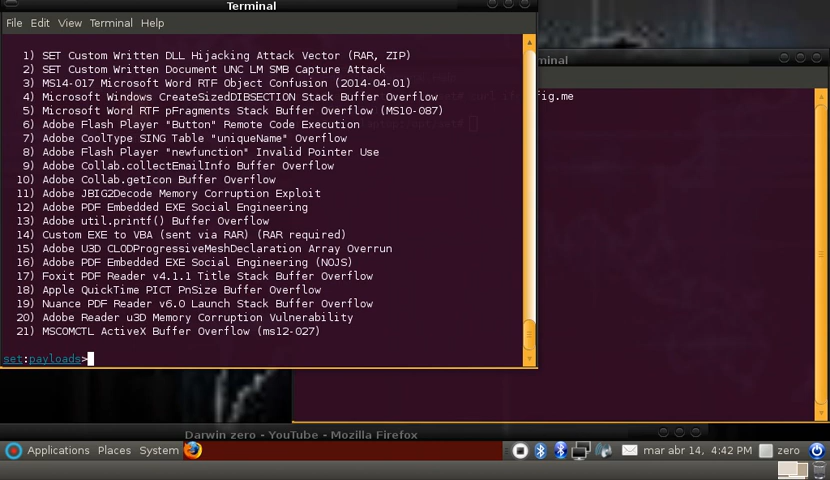 Terminal
File Edit View Terminal Help
1) SET Custom Written DLL Hijacking Attack Vector (RAR, ZIP)
2) SET Custom Written Document UNC LM SMB Capture Attack
3) MS14-017 Microsoft Word RTF Object Confusion (2014-04-01)
4) Microsoft Windows CreateSizedDIBSECTION Stack Buffer Overflow
5) Microsoft Word RTF pFragments Stack Buffer Overflow (MS10-087)
6) Adobe Flash Player "Button" Remote Code Execution
7) Adobe CoolType SING Table "uniqueName" Overflow
8) Adobe Flash Player "newfunction" Invalid Pointer Use
9) Adobe Collab.collectEmailInfo Buffer Overflow
10) Adobe Collab.getIcon Buffer Overflow
11) Adobe JBIG2Decode Memory Corruption Exploit
12) Adobe PDF Embedded EXE Social Engineering
13) Adobe util.printf() Buffer Overflow
14) Custom EXE to VBA (sent via RAR) (RAR required)
15) Adobe U3D CLODProgressiveMeshDeclaration Array Overrun
16) Adobe PDF Embedded EXE Social Engineering (NOJS)
17) Foxit PDF Reader v4.1.1 Title Stack Buffer Overflow
18) Apple QuickTime PICT PnSize Buffer Overflow
19) Nuance PDF Reader v6.0 Launch Stack Buffer Overflow
20) Adobe Reader u3D Memory Corruption Vulnerability
21) MSCOMCTL ActiveX Buffer Overflow (ms12-027)
set:payloads>
minal
fig.me
Darwin zero - YouTube - Mozilla Firefox
Applications Places System
mar abr 14, 4:42 PM
zero